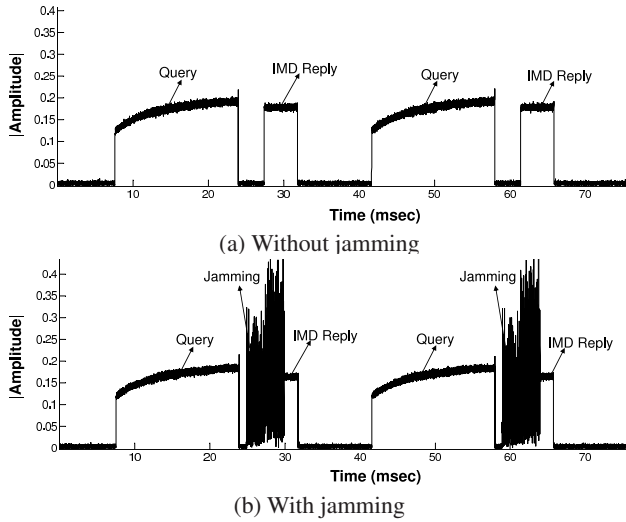 0.4
0.35
0.3
0.25
0.2
0.15
0.1
0.05
0
|Amplitude|
Query
IMD Reply
Query
IMD Reply
10 20 30 40 50 60 70
Time (msec)
(a) Without jamming
0.4
0.35
0.3
0.25
0.2
0.15
0.1
0.05
0
|Amplitude|
Jamming
Query
IMD Reply
Jamming
Query
IMD Reply
10 20 30 40 50 60 70
Time (msec)
(b) With jamming